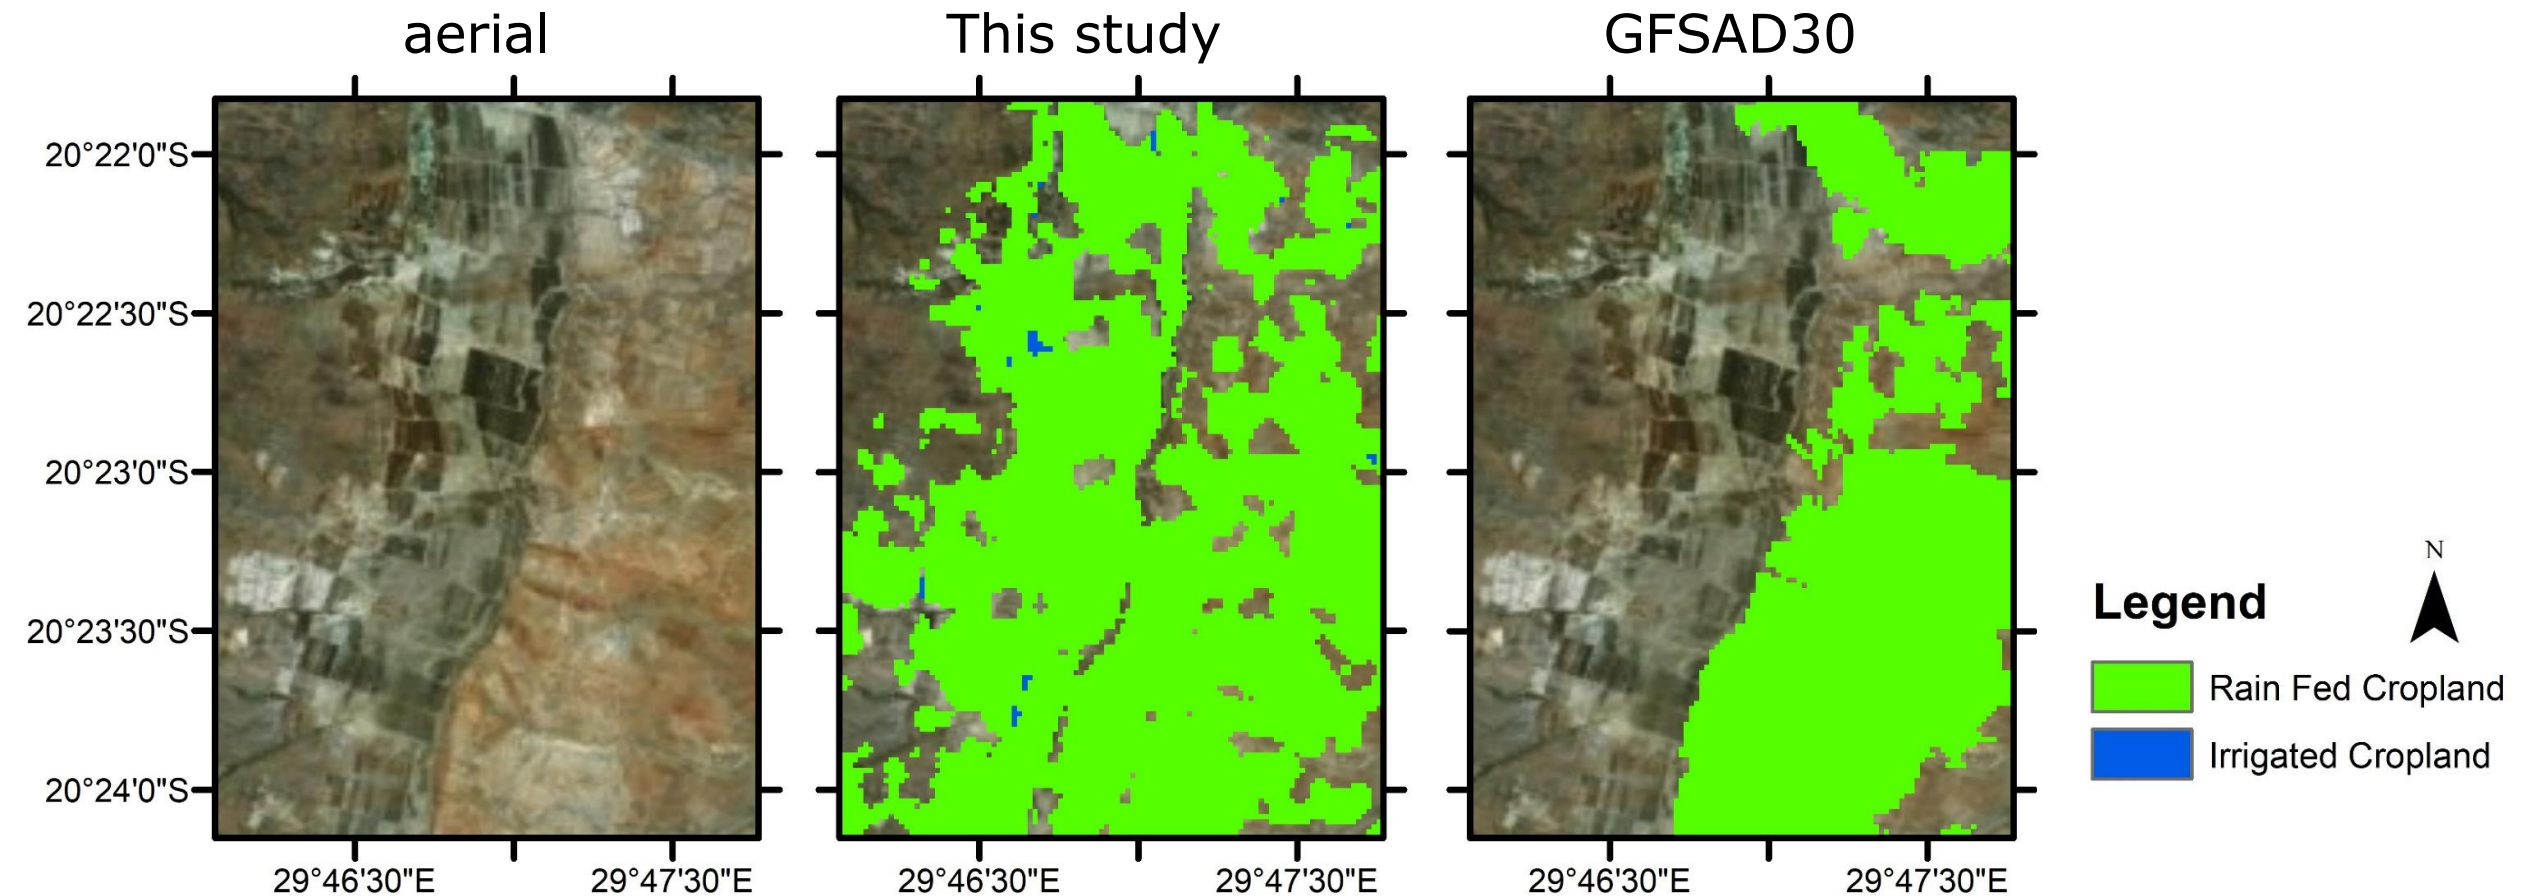 aerial
This study
GFSAD30
20°22'0"S
20°22'30"S
20°23'0"S
20°23'30"S
20°24'0"S
29°46'30"E
29°47'30"E
29°46'30"E
29°47'30"E
29°46'30"E
29°47'30"E
N
Legend
Rain Fed Cropland
Irrigated Cropland